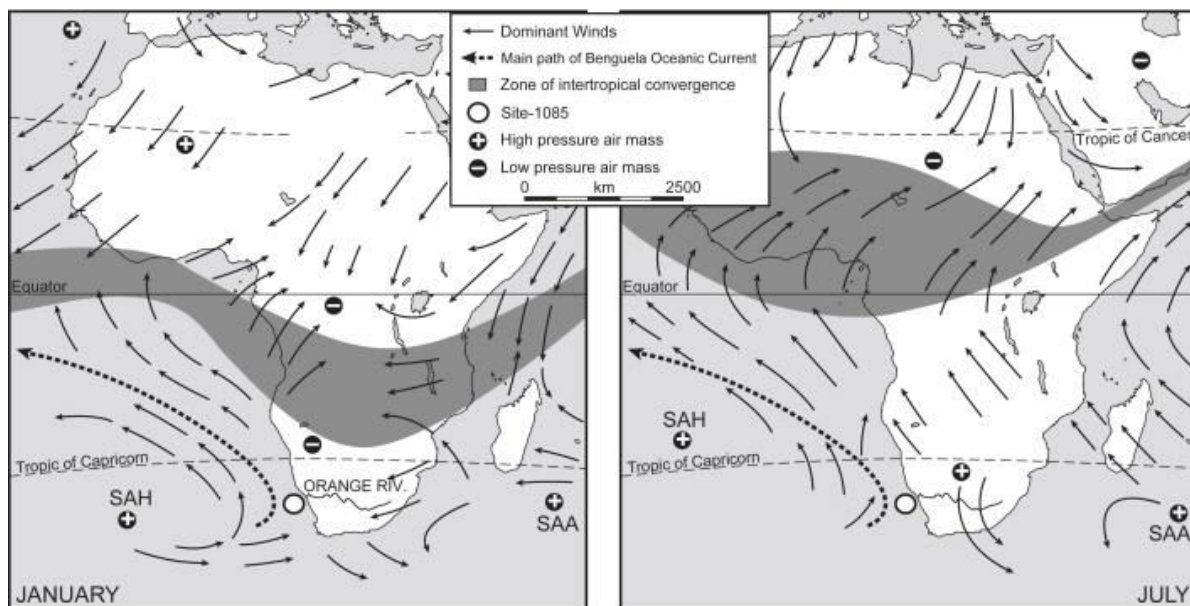 Dominant Winds
Main path of Benguela Oceanic Current
Zone of intertropical convergence
Site-1085
High pressure air mass
Low pressure air mass
0 km 2500
Equator
Tropic of Capricorn
SAH
ORANGE RIV.
SAA
JANUARY
Tropic of Cancer
Equator
SAH
Tropic of Capricorn
SAA
JULY